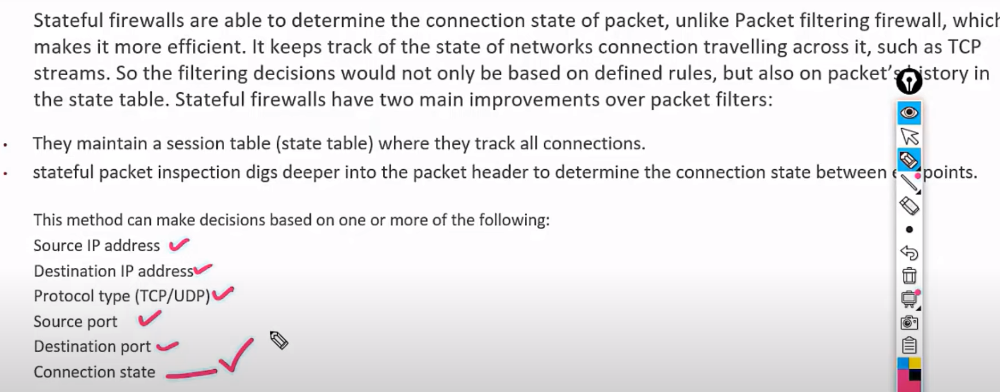 Stateful firewalls are able to determine the connection state of packet, unlike Packet filtering firewall, which
makes it more efficient. It keeps track of the state of networks connection travelling across it, such as TCP
streams. So the filtering decisions would not only be based on defined rules, but also on packet's history in
the state table. Stateful firewalls have two main improvements over packet filters:
· They maintain a session table (state table) where they track all connections.
· stateful packet inspection digs deeper into the packet header to determine the connection state between points.
This method can make decisions based on one or more of the following:
Source IP address
Destination IP address
Protocol type (TCP/UDP)
Source port
Destination port
Connection state